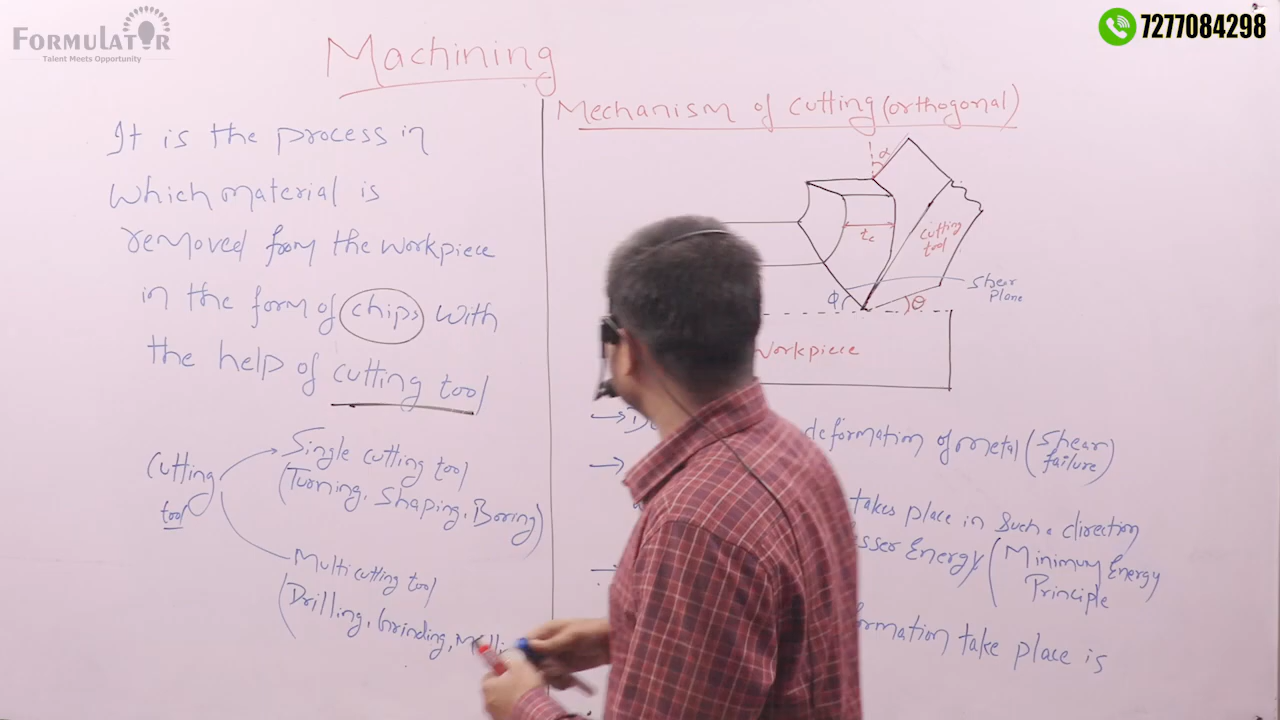 FORMULATOR
Talent Meets Opportunity
7277084298
Machining
It is the process in
which material is
removed from the workpiece
in the form of chips with
the help of cutting tool
Cutting
tool
Single cutting tool
(Turning, Shaping, Boring)
Multi cutting tool
(Drilling, Grinding,
Mechanism of cutting (orthogonal)
α
tc
cutting
tool
Shear
Plane
φ
θ
Workpiece
deformation of metal (Shear
failure)
takes place in such a direction
Energy (Minimum Energy
Principle
take place is